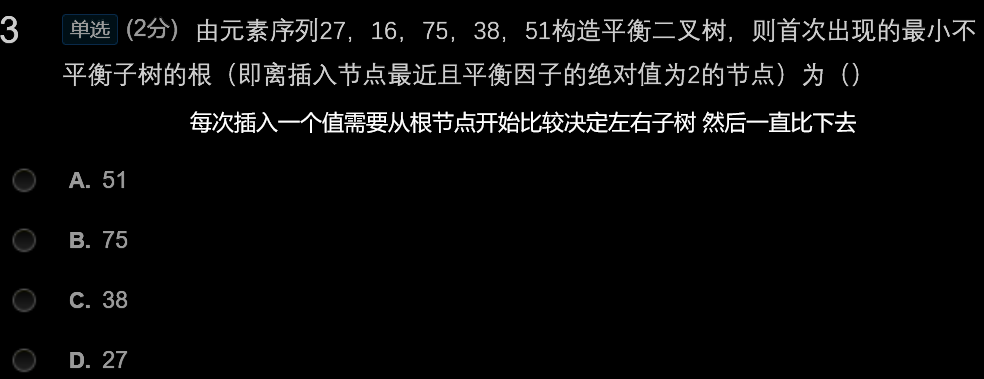 3 单选 (2分) 由元素序列27，16，75，38，51构造平衡二叉树，则首次出现的最小不
平衡子树的根（即离插入节点最近且平衡因子的绝对值为2的节点）为（）
每次插入一个值需要从根节点开始比较决定左右子树 然后一直比下去
A. 51
B. 75
C. 38
D. 27